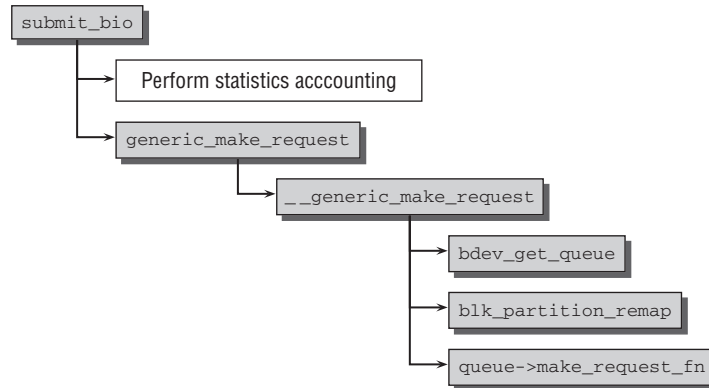 submit_bio
Perform statistics acccounting
generic_make_request
__generic_make_request
bdev_get_queue
blk_partition_remap
queue->make_request_fn